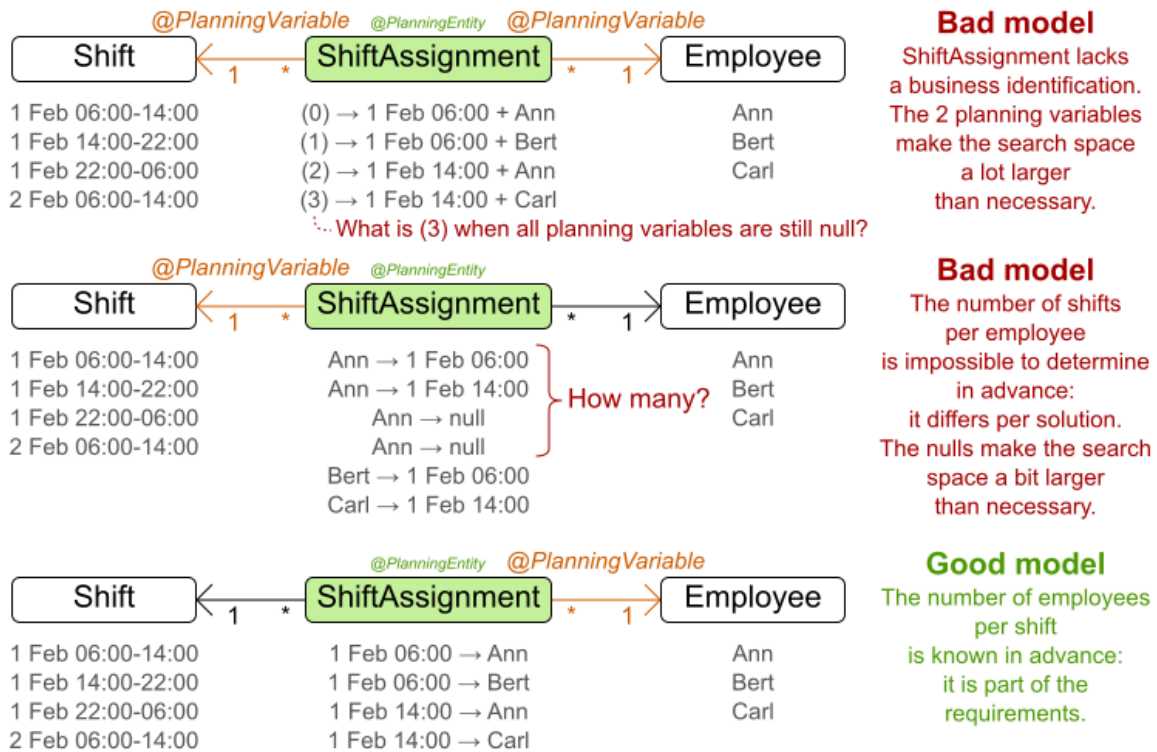 @PlanningVariable @PlanningEntity @PlanningVariable
Shift ShiftAssignment Employee
1 * * 1
1 Feb 06:00-14:00 (0) → 1 Feb 06:00 + Ann Ann
1 Feb 14:00-22:00 (1) → 1 Feb 06:00 + Bert Bert
1 Feb 22:00-06:00 (2) → 1 Feb 14:00 + Ann Carl
2 Feb 06:00-14:00 (3) → 1 Feb 14:00 + Carl
What is (3) when all planning variables are still null?
Bad model
ShiftAssignment lacks
a business identification.
The 2 planning variables
make the search space
a lot larger
than necessary.
@PlanningVariable @PlanningEntity
Shift ShiftAssignment Employee
1 * * 1
1 Feb 06:00-14:00 Ann → 1 Feb 06:00 Ann
1 Feb 14:00-22:00 Ann → 1 Feb 14:00 Bert
How many?
1 Feb 22:00-06:00 Ann → null Carl
2 Feb 06:00-14:00 Ann → null
Bert → 1 Feb 06:00
Carl → 1 Feb 14:00
Bad model
The number of shifts
per employee
is impossible to determine
in advance:
it differs per solution.
The nulls make the search
space a bit larger
than necessary.
@PlanningEntity @PlanningVariable
Shift ShiftAssignment Employee
1 * * 1
1 Feb 06:00-14:00 1 Feb 06:00 → Ann Ann
1 Feb 14:00-22:00 1 Feb 06:00 → Bert Bert
1 Feb 22:00-06:00 1 Feb 14:00 → Ann Carl
2 Feb 06:00-14:00 1 Feb 14:00 → Carl
Good model
The number of employees
per shift
is known in advance:
it is part of the
requirements.